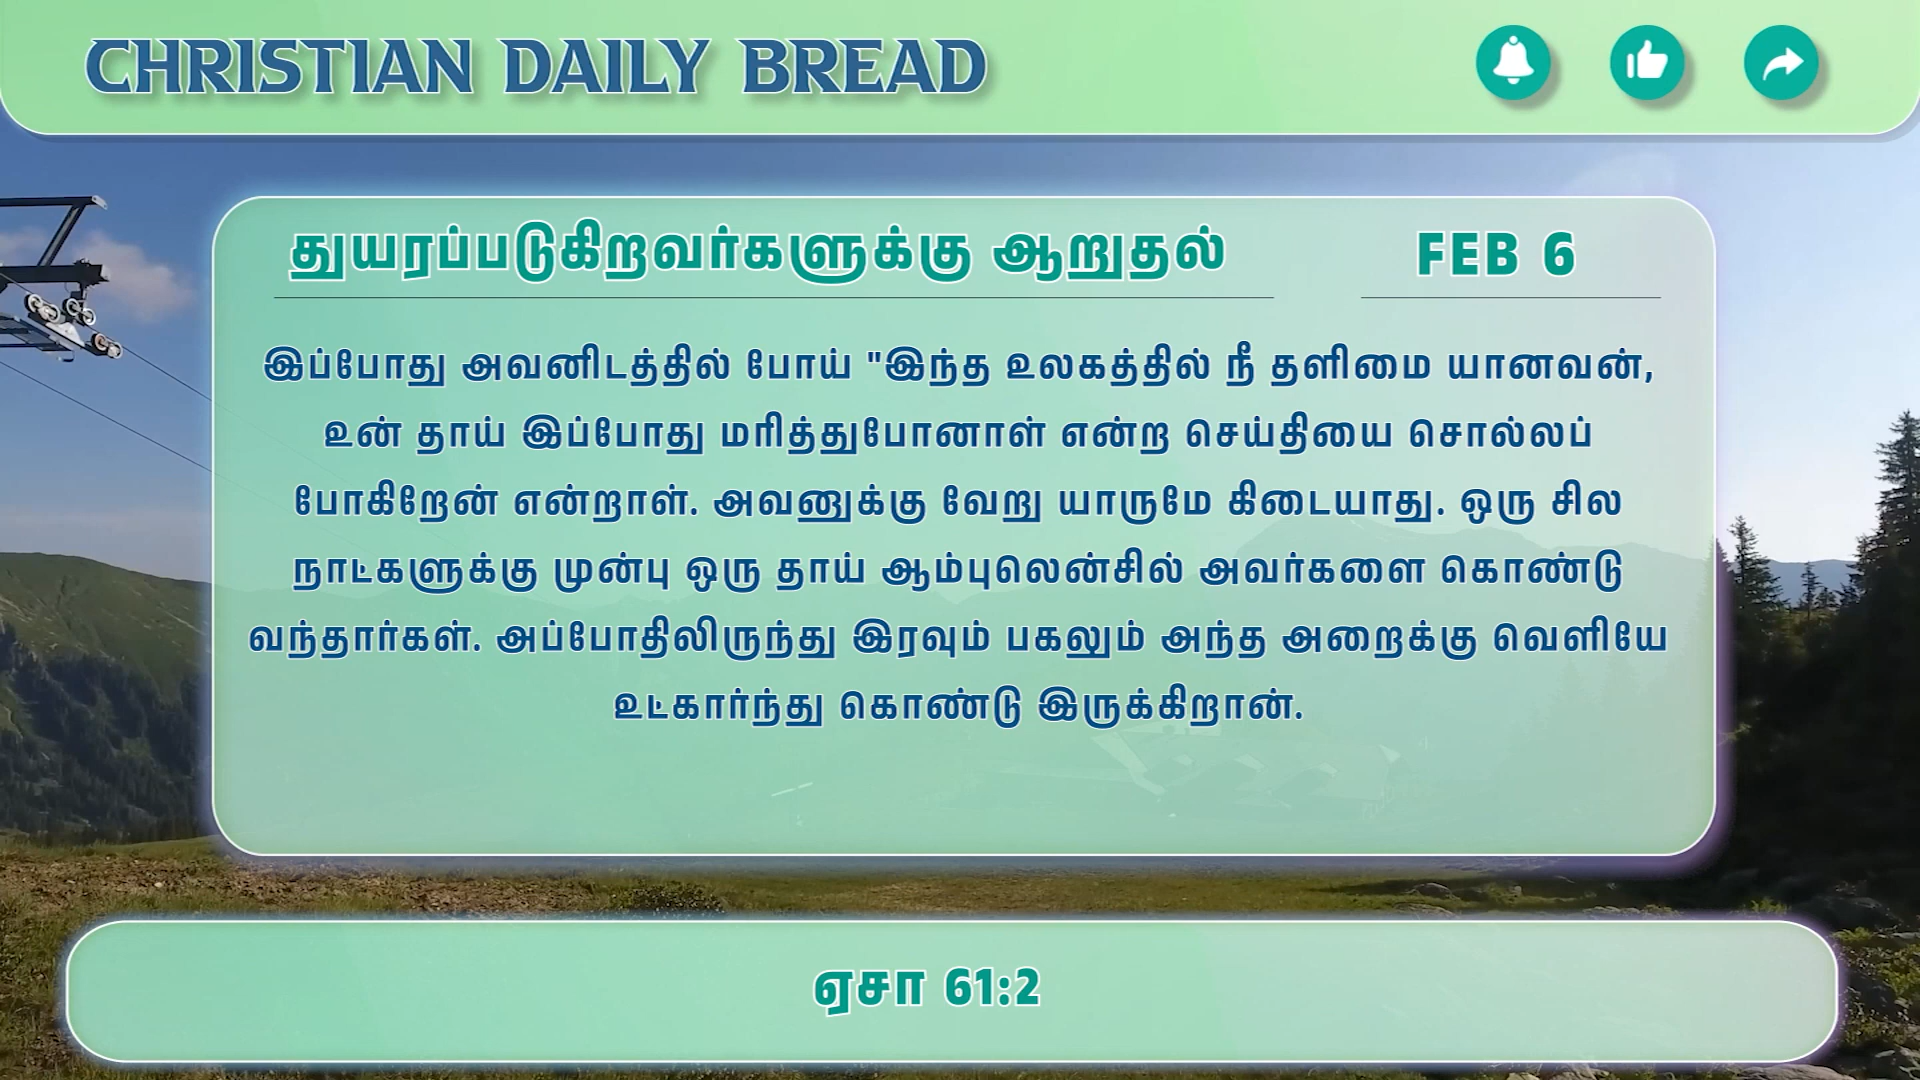 CHRISTIAN DAILY BREAD
துயரப்படுகிறவர்களுக்கு ஆறுதல்
FEB 6
இப்போது அவனிடத்தில் போய் "இந்த உலகத்தில் நீ தளிமை யானவன்,
உன் தாய் இப்போது மரித்துபோனாள் என்ற செய்தியை சொல்லப்
போகிறேன் என்றாள். அவனுக்கு வேறு யாருமே கிடையாது. ஒரு சில
நாட்களுக்கு முன்பு ஒரு தாய் ஆம்புலென்சில் அவர்களை கொண்டு
வந்தார்கள். அப்போதிலிருந்து இரவும் பகலும் அந்த அறைக்கு வெளியே
உட்கார்ந்து கொண்டு இருக்கிறான்.
ஏசா 61:2